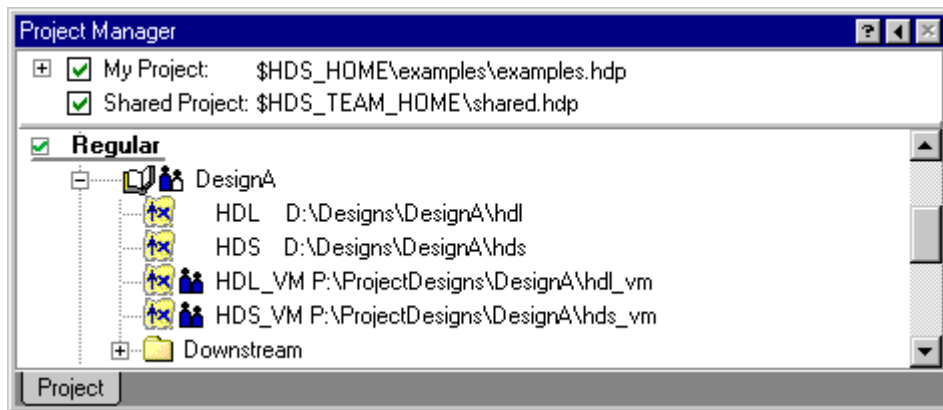 Project Manager
My Project: $HDS_HOME\examples\examples.hdp
Shared Project: $HDS_TEAM_HOME\shared.hdp
Regular
DesignA
HDL D:\Designs\DesignA\hdl
HDS D:\Designs\DesignA\hds
HDL_VM P:\ProjectDesigns\DesignA\hdl_vm
HDS_VM P:\ProjectDesigns\DesignA\hds_vm
Downstream
Project